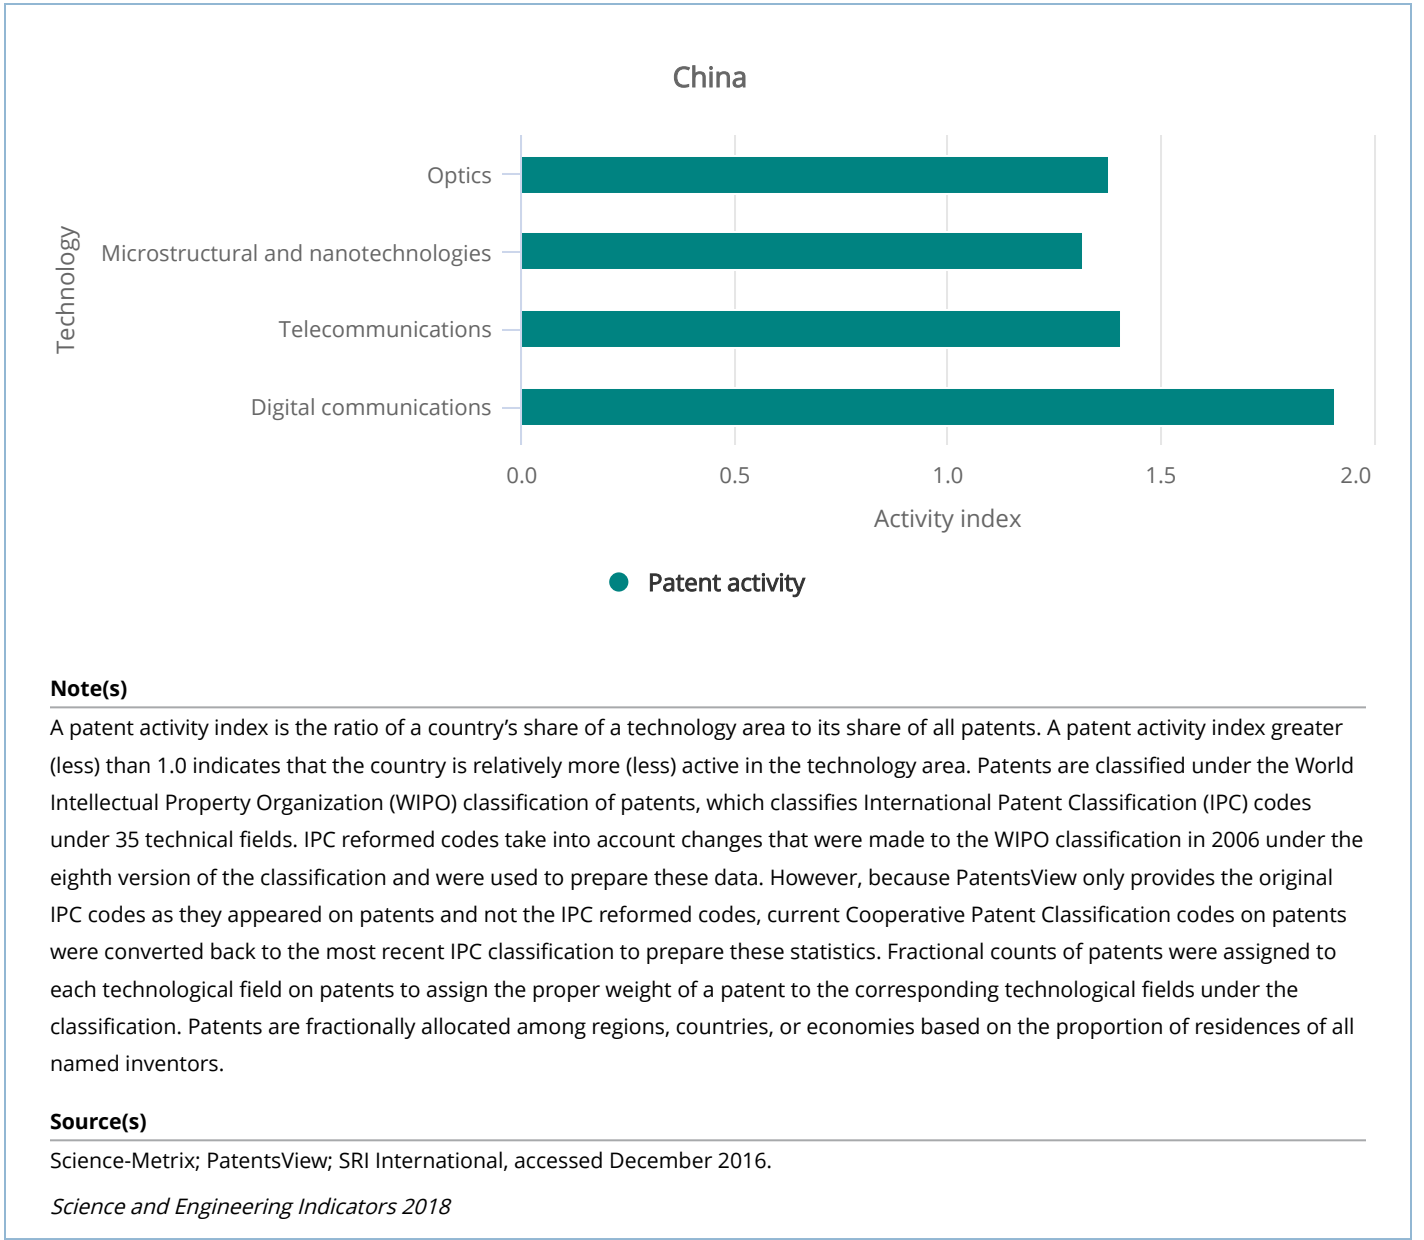 China
Technology
Optics
Microstructural and nanotechnologies
Telecommunications
Digital communications
0.0 0.5 1.0 1.5 2.0
Activity index
Patent activity
Note(s)
A patent activity index is the ratio of a country’s share of a technology area to its share of all patents. A patent activity index greater
(less) than 1.0 indicates that the country is relatively more (less) active in the technology area. Patents are classified under the World
Intellectual Property Organization (WIPO) classification of patents, which classifies International Patent Classification (IPC) codes
under 35 technical fields. IPC reformed codes take into account changes that were made to the WIPO classification in 2006 under the
eighth version of the classification and were used to prepare these data. However, because PatentsView only provides the original
IPC codes as they appeared on patents and not the IPC reformed codes, current Cooperative Patent Classification codes on patents
were converted back to the most recent IPC classification to prepare these statistics. Fractional counts of patents were assigned to
each technological field on patents to assign the proper weight of a patent to the corresponding technological fields under the
classification. Patents are fractionally allocated among regions, countries, or economies based on the proportion of residences of all
named inventors.
Source(s)
Science-Metrix; PatentsView; SRI International, accessed December 2016.
Science and Engineering Indicators 2018